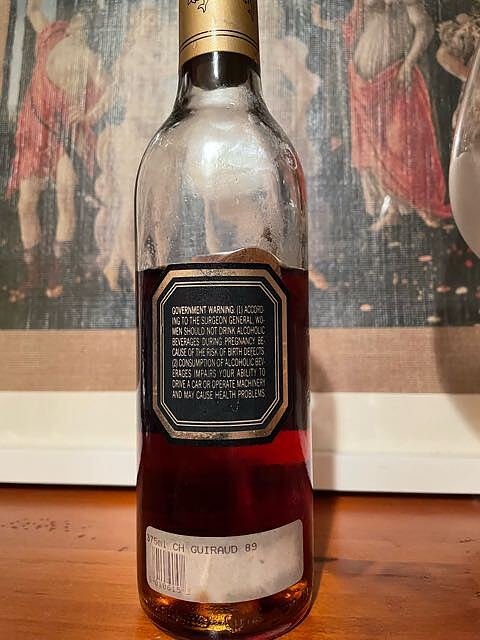 GOVERNMENT WARNING: (1) ACCORD-
ING TO THE SURGEON GENERAL, WO-
MEN SHOULD NOT DRINK ALCOHOLIC
BEVERAGES DURING PREGNANCY BE-
CAUSE OF THE RISK OF BIRTH DEFECTS.
(2) CONSUMPTION OF ALCOHOLIC BEV-
ERAGES IMPAIRS YOUR ABILITY TO
DRIVE A CAR OR OPERATE MACHINERY
AND MAY CAUSE HEALTH PROBLEMS.
375ml CH GUIRAUD 89